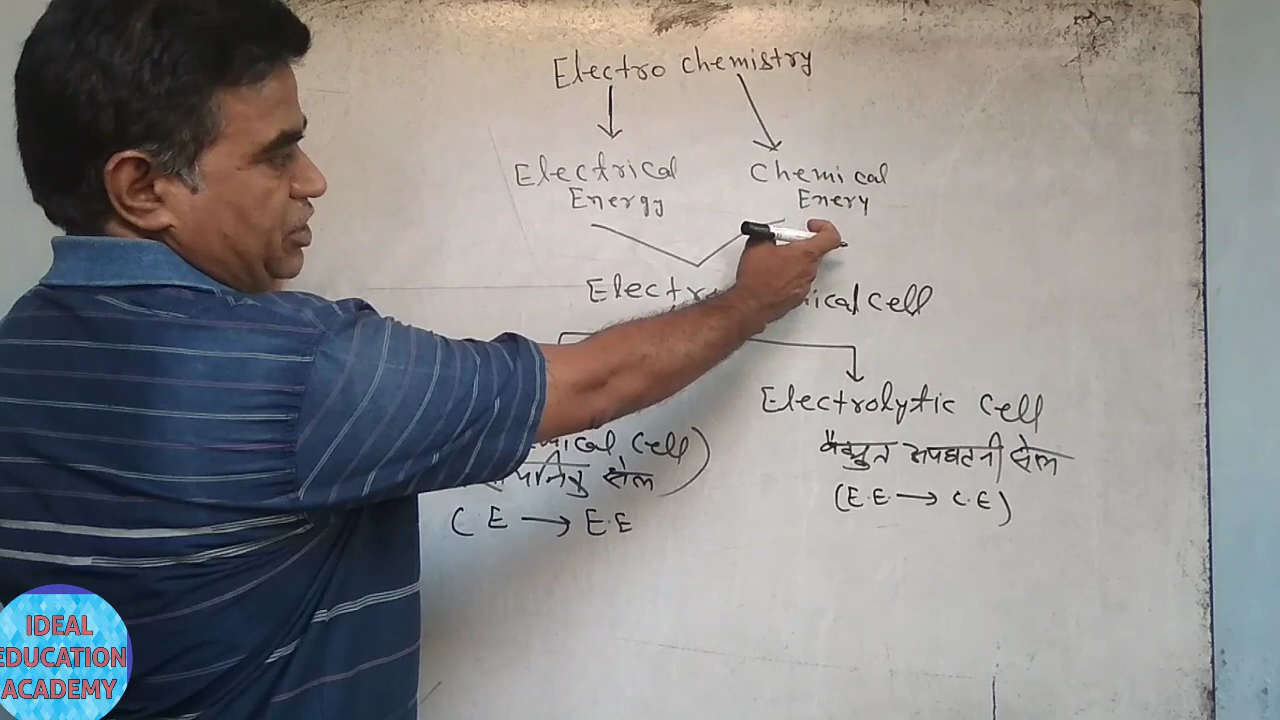 Electro Chemistry
Electrical Chemical
Energy Enery
Electr ical Cell
Electrolytic Cell
ical Cell)
वैद्युत अपघटनी सेल
सेल
(E.E → C.E)
C E → E.E
IDEAL
EDUCATION
ACADEMY